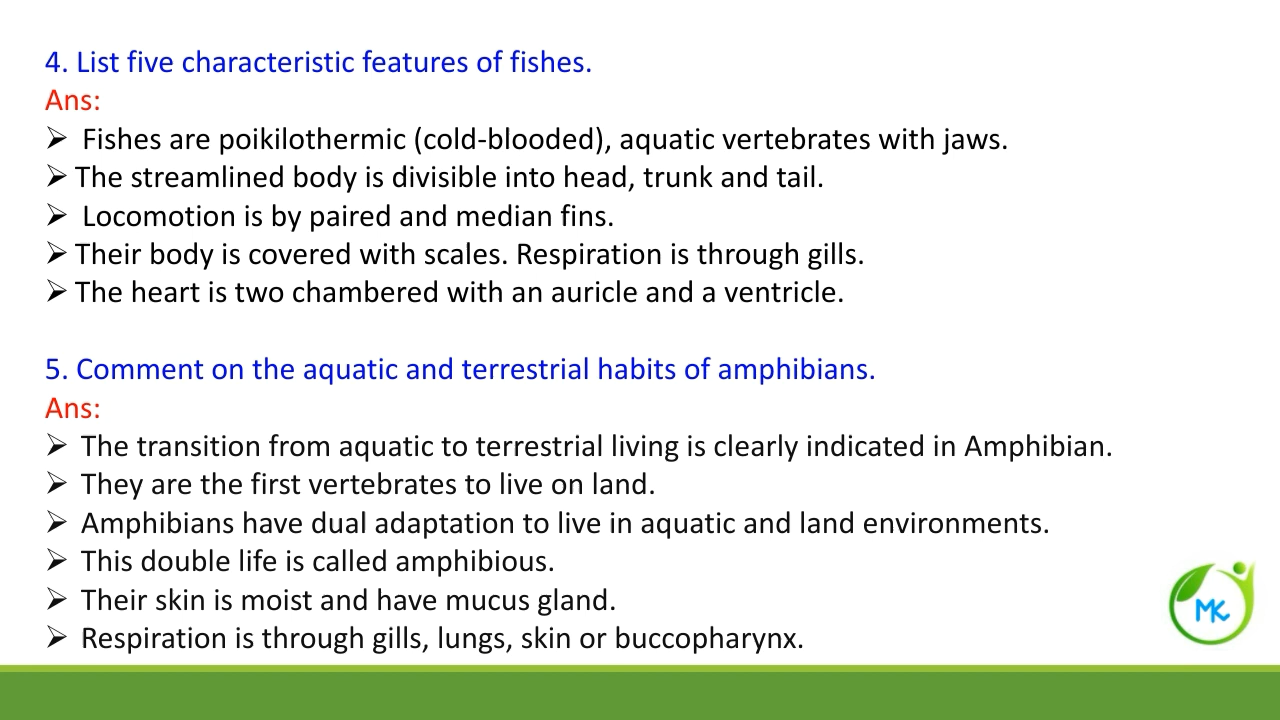 4. List five characteristic features of fishes.
Ans:
➢ Fishes are poikilothermic (cold-blooded), aquatic vertebrates with jaws.
➢ The streamlined body is divisible into head, trunk and tail.
➢ Locomotion is by paired and median fins.
➢ Their body is covered with scales. Respiration is through gills.
➢ The heart is two chambered with an auricle and a ventricle.
5. Comment on the aquatic and terrestrial habits of amphibians.
Ans:
➢ The transition from aquatic to terrestrial living is clearly indicated in Amphibian.
➢ They are the first vertebrates to live on land.
➢ Amphibians have dual adaptation to live in aquatic and land environments.
➢ This double life is called amphibious.
➢ Their skin is moist and have mucus gland.
➢ Respiration is through gills, lungs, skin or buccopharynx.
MK